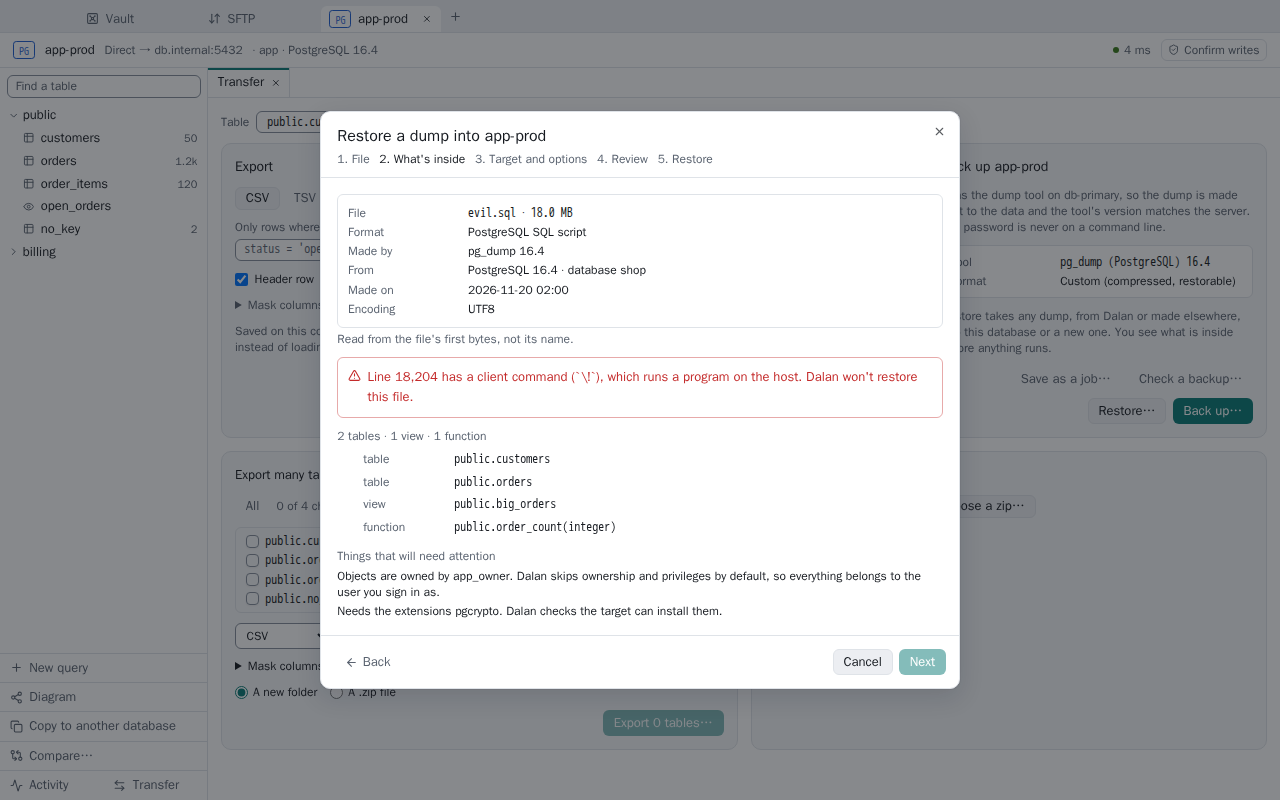 Vault
SFTP
PG app-prod
PG app-prod Direct → db.internal:5432 · app · PostgreSQL 16.4
4 ms
Confirm writes
Find a table
public
customers 50
orders 1.2k
order_items 120
open_orders
no_key 2
billing
New query
Diagram
Copy to another database
Compare···
Activity
Transfer
Transfer
Table public.cu
Export
CSV TSV
Only rows where
status = 'ope
Header row
Mask columns
Saved on this co
instead of loadin
Export many ta
All 0 of 4 ch
public.cu
public.or
public.or
public.no
CSV
Mask columns
A new folder
A .zip file
Export 0 tables···
ck up app-prod
s the dump tool on db-primary, so the dump is made
t to the data and the tool's version matches the server.
password is never on a command line.
ool pg_dump (PostgreSQL) 16.4
ormat Custom (compressed, restorable)
store takes any dump, from Dalan or made elsewhere,
this database or a new one. You see what is inside
ore anything runs.
Save as a job···
Check a backup···
Restore···
Back up···
ose a zip···
Restore a dump into app-prod
1. File 2. What's inside 3. Target and options 4. Review 5. Restore
File evil.sql · 18.0 MB
Format PostgreSQL SQL script
Made by pg_dump 16.4
From PostgreSQL 16.4 · database shop
Made on 2026-11-20 02:00
Encoding UTF8
Read from the file's first bytes, not its name.
Line 18,204 has a client command (`\!`), which runs a program on the host. Dalan won't restore
this file.
2 tables · 1 view · 1 function
table public.customers
table public.orders
view public.big_orders
function public.order_count(integer)
Things that will need attention
Objects are owned by app_owner. Dalan skips ownership and privileges by default, so everything belongs to the
user you sign in as.
Needs the extensions pgcrypto. Dalan checks the target can install them.
Back
Cancel
Next